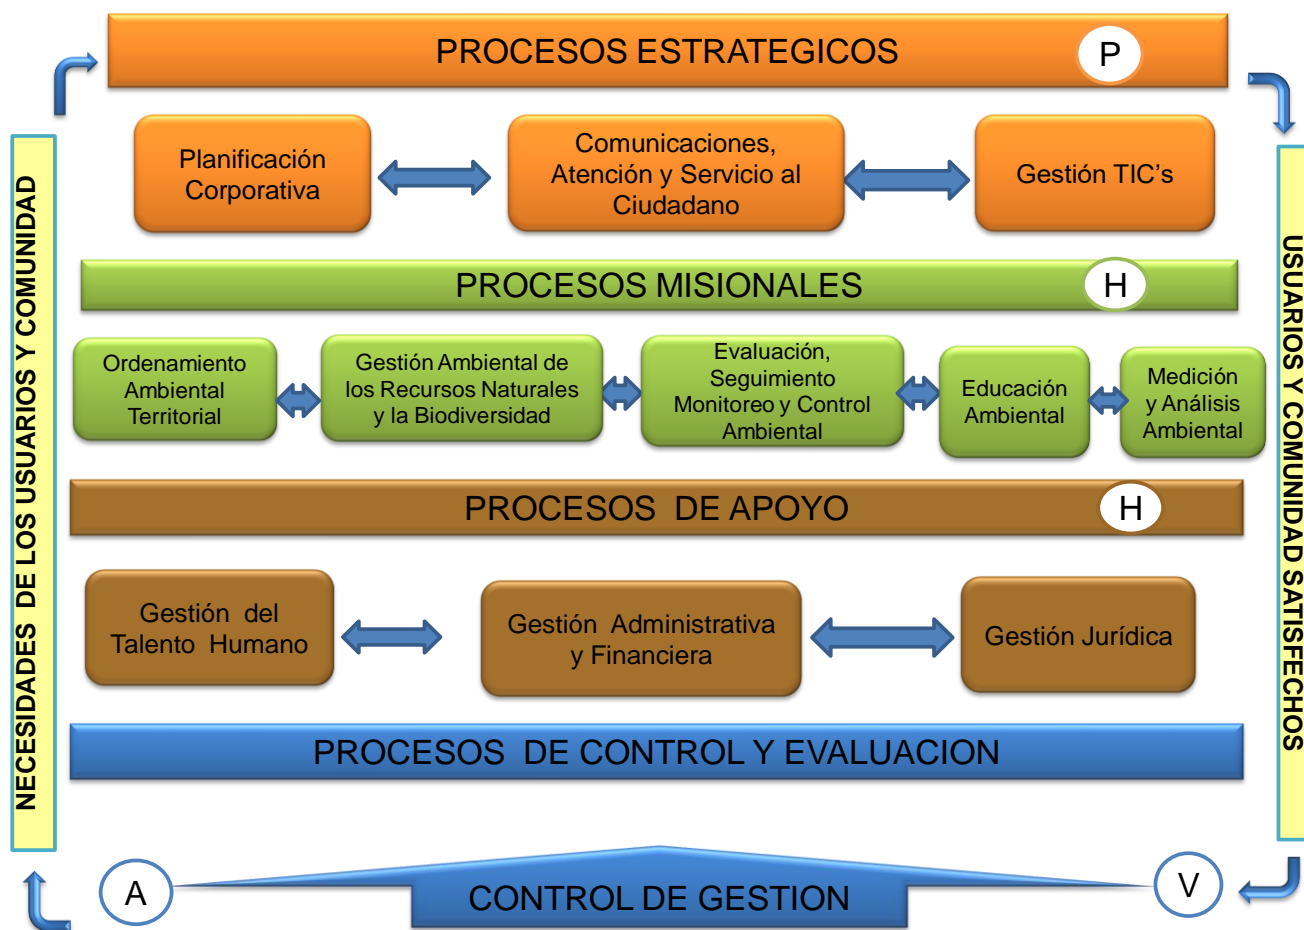 PROCESOS ESTRATEGICOS
P
Planificación
Corporativa
Comunicaciones,
Atención y Servicio al
Ciudadano
Gestión TIC’s
NECESIDADES DE LOS USUARIOS Y COMUNIDAD
USUARIOS Y COMUNIDAD SATISFECHOS
PROCESOS MISIONALES
H
Ordenamiento
Ambiental
Territorial
Gestión Ambiental de
los Recursos Naturales
y la Biodiversidad
Evaluación,
Seguimiento
Monitoreo y Control
Ambiental
Educación
Ambiental
Medición
y Análisis
Ambiental
PROCESOS DE APOYO
H
Gestión del
Talento Humano
Gestión Administrativa
y Financiera
Gestión Jurídica
PROCESOS DE CONTROL Y EVALUACION
A
CONTROL DE GESTION
V